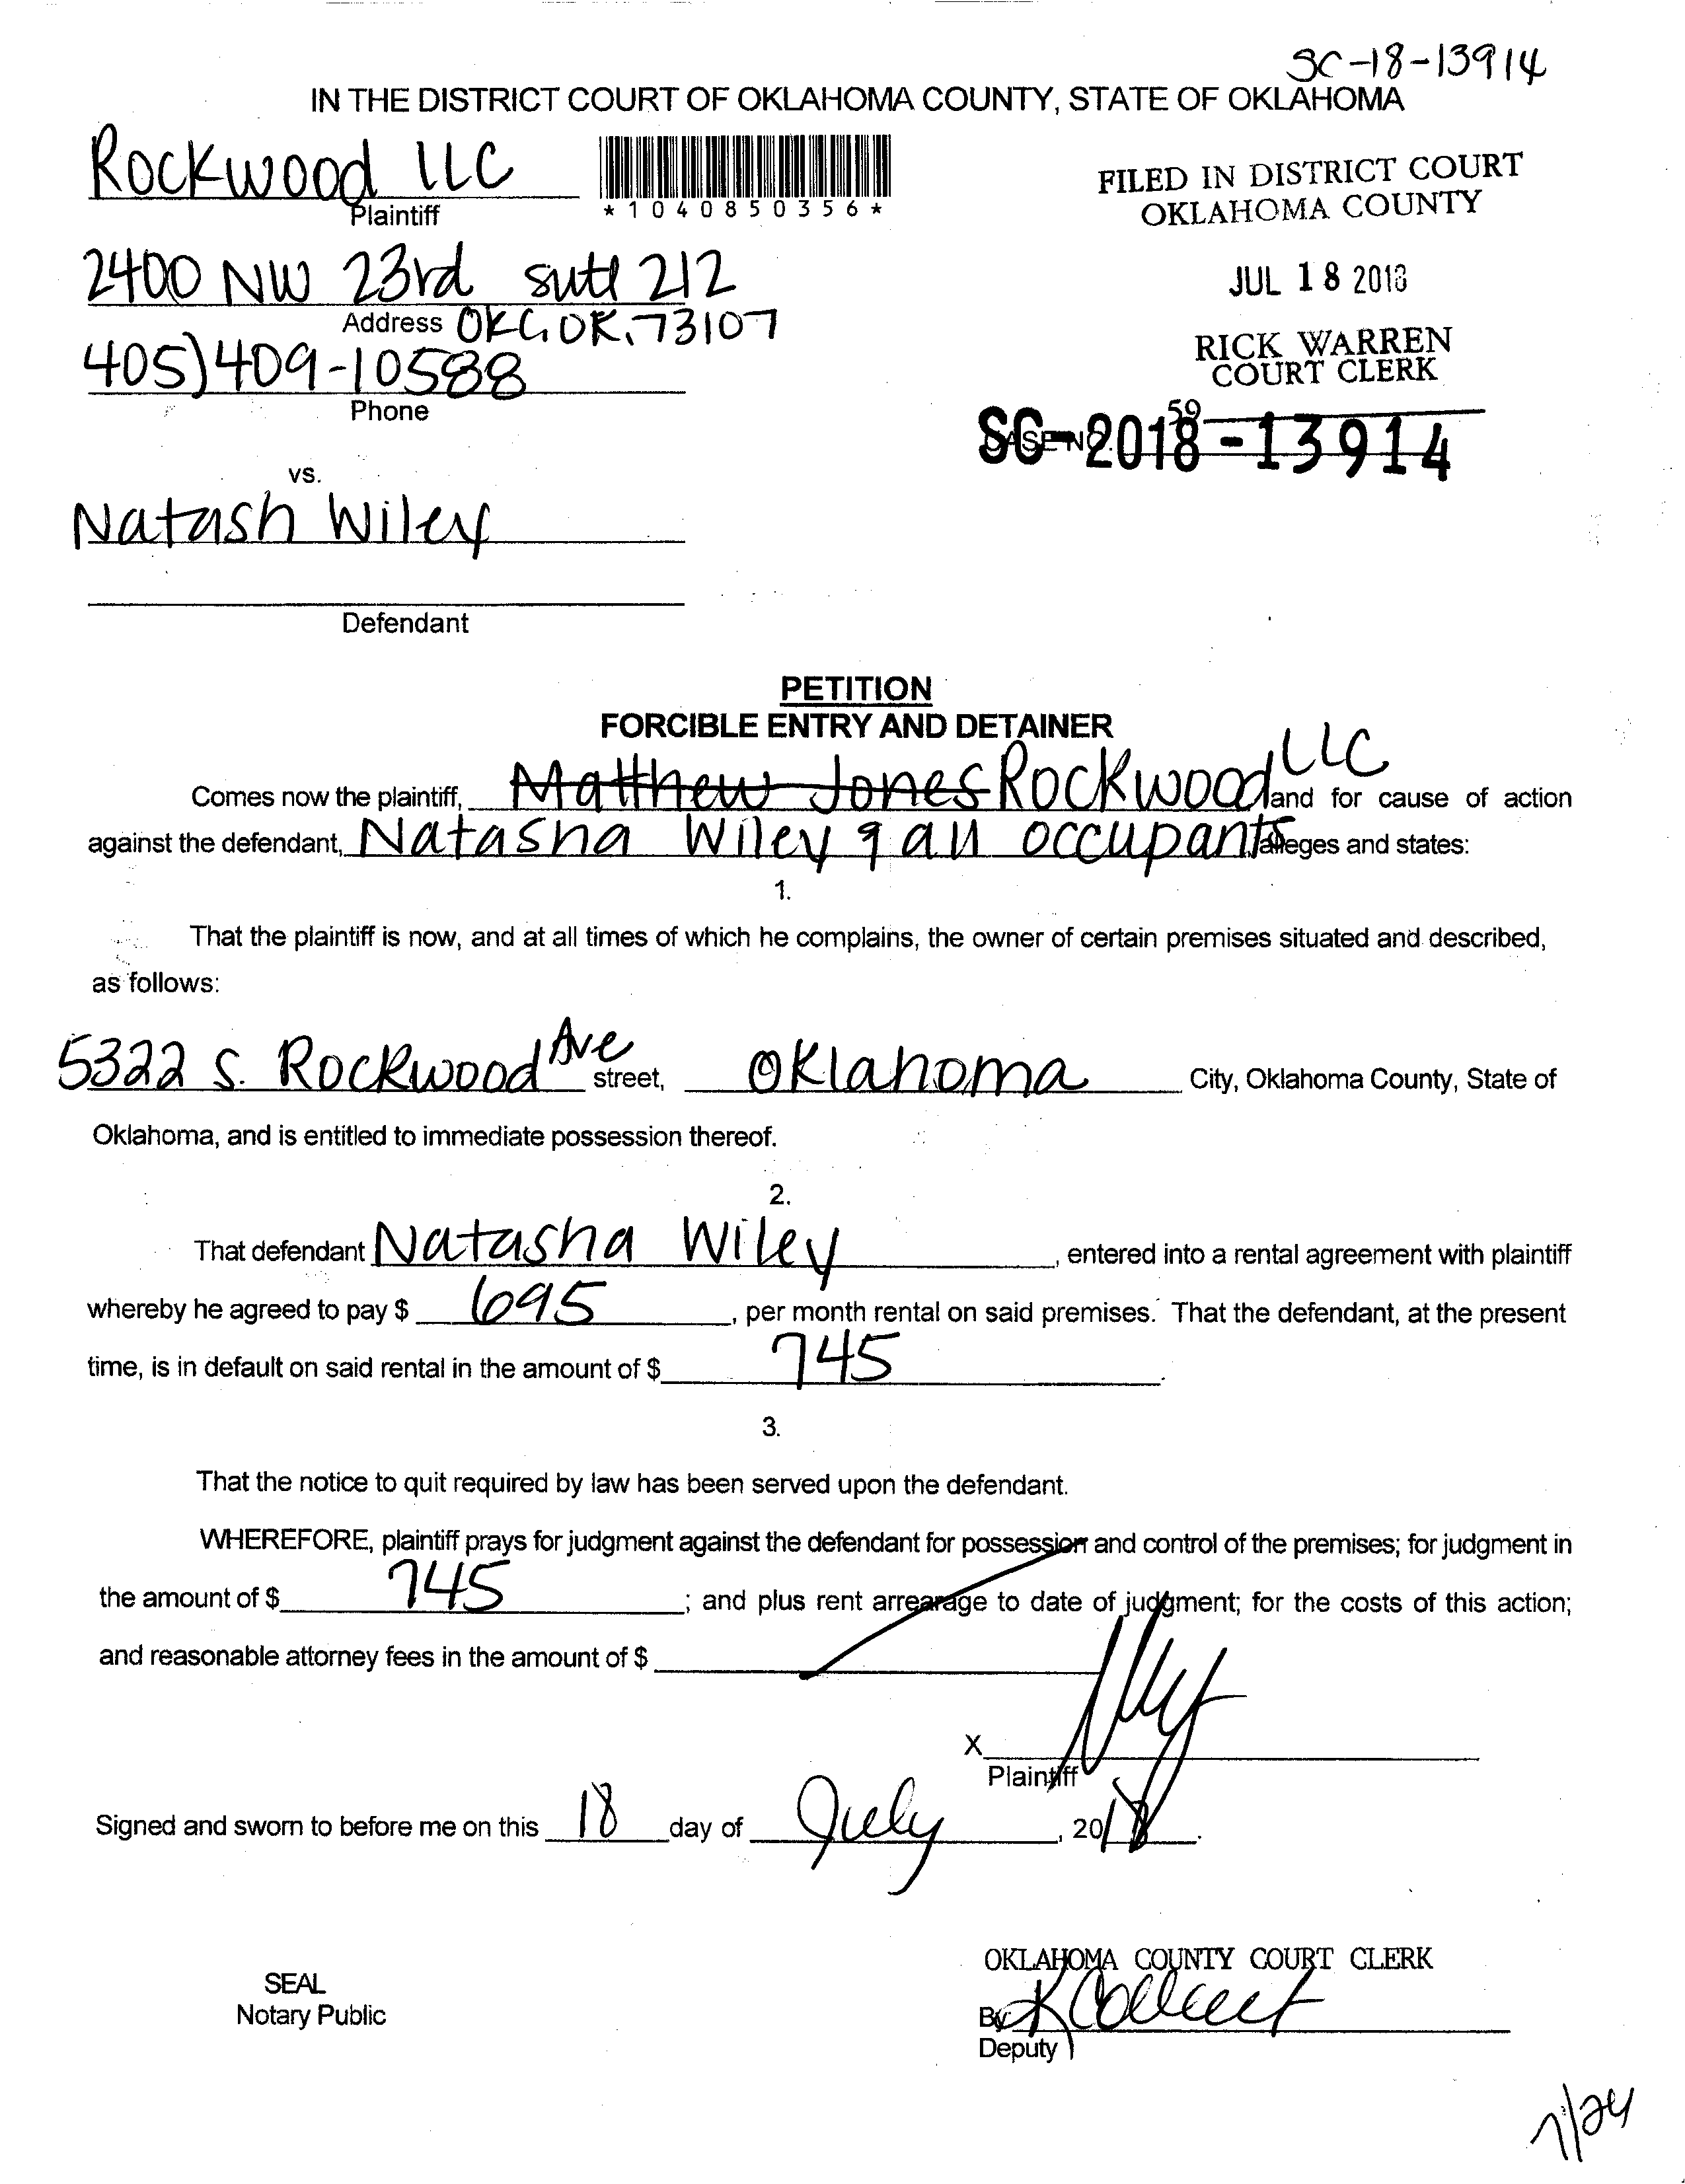 SC-18-13914
IN THE DISTRICT COURT OF OKLAHOMA COUNTY, STATE OF OKLAHOMA
Rockwood LLC
Plaintiff
*1040850356*
FILED IN DISTRICT COURT
OKLAHOMA COUNTY
JUL 18 2018
RICK WARREN
COURT CLERK
59
CASE NO.
SC-2018-13914
2400 NW 23rd sute 212
Address OKC, OK, 73107
405)409-10588
Phone
vs.
Natash Wiley
Defendant
PETITION
FORCIBLE ENTRY AND DETAINER
Comes now the plaintiff, Matthew Jones Rockwood LLC and for cause of action
against the defendant, Natasha Wiley & all occupants, alleges and states:
1.
That the plaintiff is now, and at all times of which he complains, the owner of certain premises situated and described,
as follows:
5322 S. Rockwood Ave street, Oklahoma City, Oklahoma County, State of
Oklahoma, and is entitled to immediate possession thereof.
2.
That defendant Natasha Wiley, entered into a rental agreement with plaintiff
whereby he agreed to pay $ 695, per month rental on said premises. That the defendant, at the present
time, is in default on said rental in the amount of $ 745.
3.
That the notice to quit required by law has been served upon the defendant.
WHEREFORE, plaintiff prays for judgment against the defendant for possession and control of the premises; for judgment in
the amount of $ 745; and plus rent arrearage to date of judgment; for the costs of this action;
and reasonable attorney fees in the amount of $
X
Plaintiff
Signed and sworn to before me on this 18 day of July, 2018.
OKLAHOMA COUNTY COURT CLERK
SEAL
Notary Public
By
Deputy
7/24